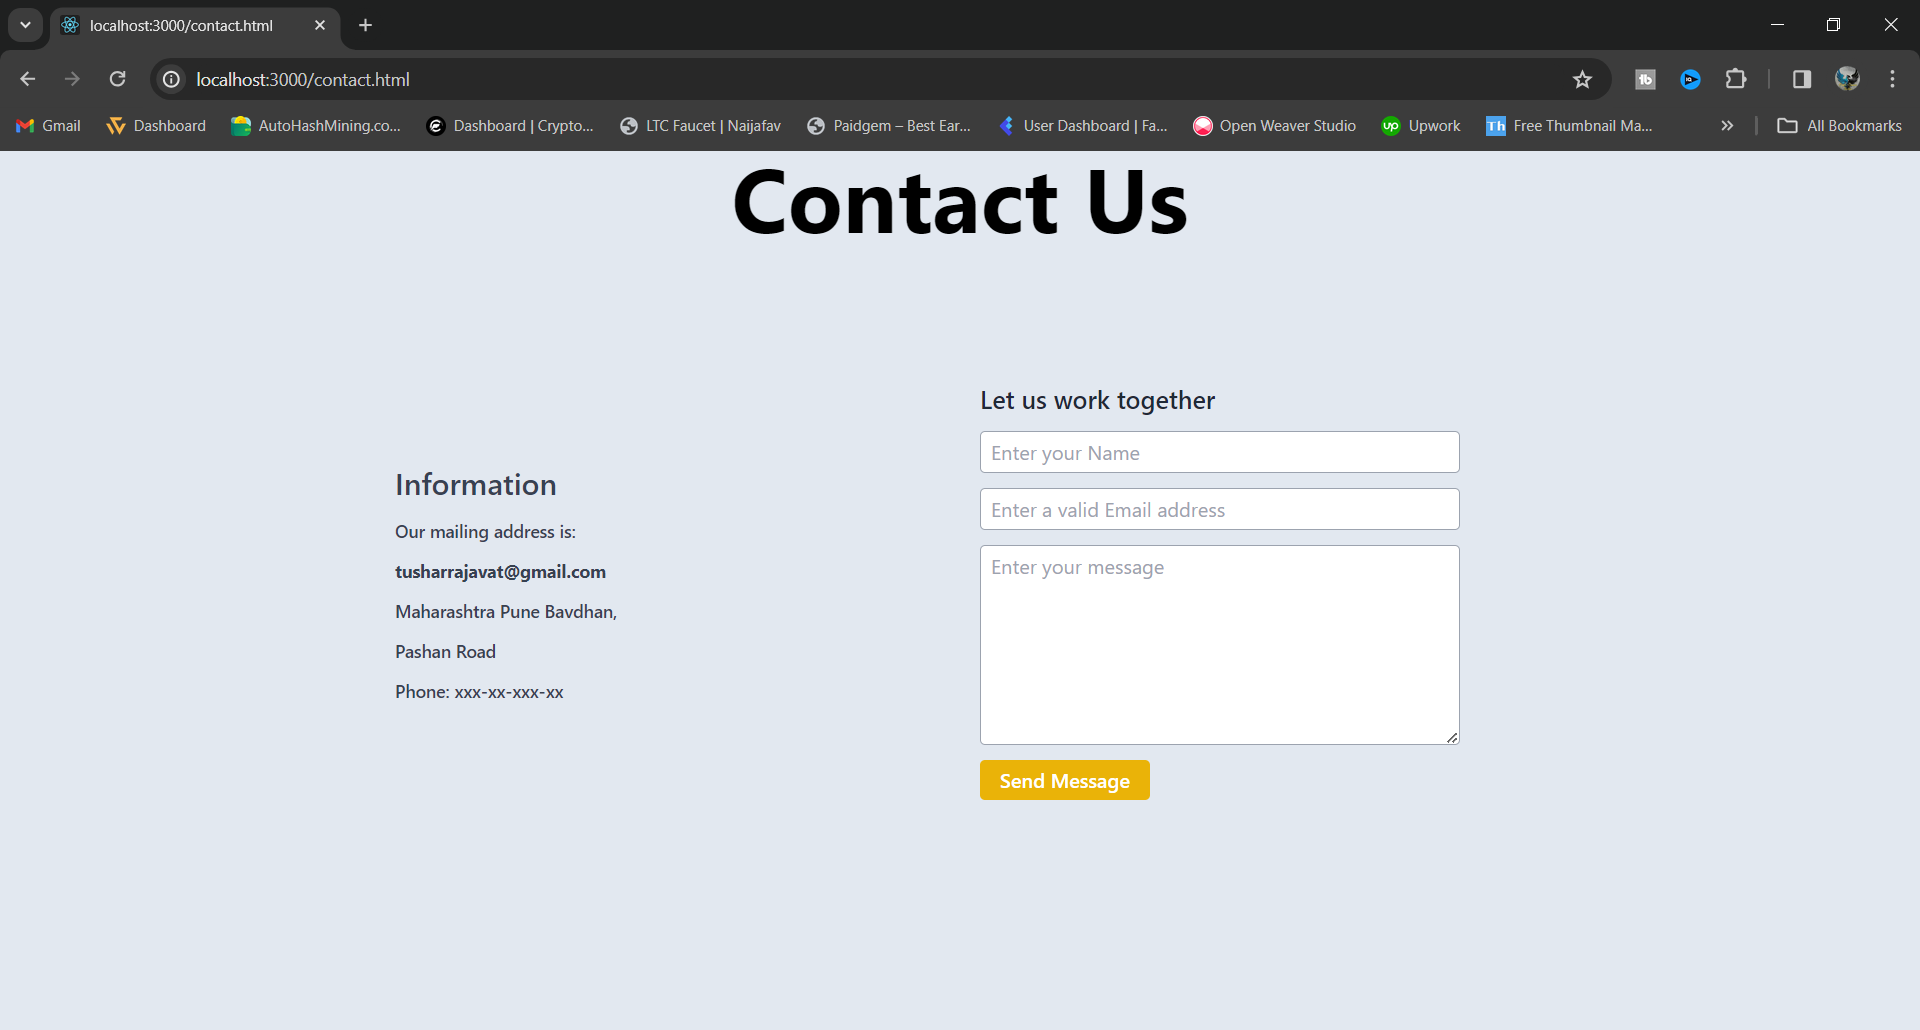 localhost:3000/contact.html
localhost:3000/contact.html
Gmail
Dashboard
AutoHashMining.co...
Dashboard | Crypto...
LTC Faucet | Naijafav
Paidgem – Best Ear...
User Dashboard | Fa...
Open Weaver Studio
up
Upwork
Th
Free Thumbnail Ma...
All Bookmarks
Contact Us
Let us work together
Enter your Name
Enter a valid Email address
Enter your message
Send Message
Information
Our mailing address is:
tusharrajavat@gmail.com
Maharashtra Pune Bavdhan,
Pashan Road
Phone: xxx-xx-xxx-xx